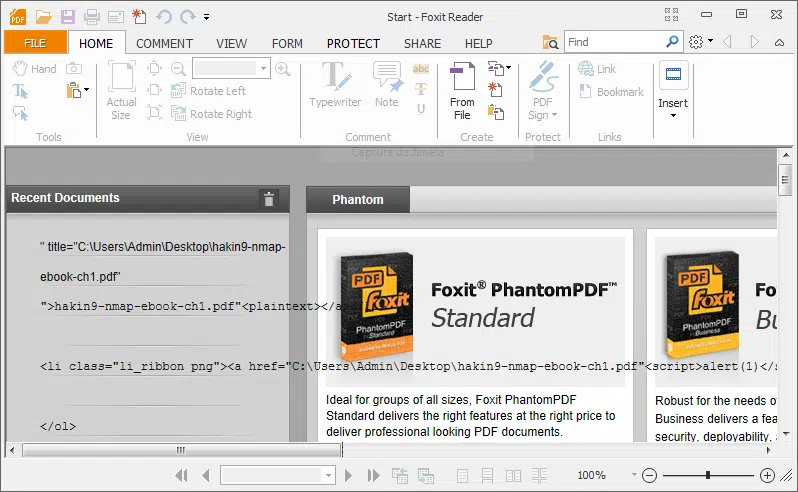 Start - Foxit Reader
FILE HOME COMMENT VIEW FORM PROTECT SHARE HELP Find
Hand
Actual Size
Rotate Left
Rotate Right
Typewriter
Note
abc
T
U
From File
PDF Sign
Link
Bookmark
Insert
Tools View Comment Create Protect Links
Capture de Janela
Recent Documents
Phantom
" title="C:\Users\Admin\Desktop\hakin9-nmap-
ebook-ch1.pdf"
">hakin9-nmap-ebook-ch1.pdf"<plaintext></a
<li class="li_ribbon png"><a href="C:\Users\Admin\Desktop\hakin9-nmap-ebook-ch1.pdf"<script>alert(1)</s
</ol>
PDF
Foxit
PhantomPDF
Standard
Foxit® PhantomPDF™
Standard
Ideal for groups of all sizes, Foxit PhantomPDF
Standard delivers the right features at the right price to
deliver professional looking PDF documents.
PDF
Foxit
PhantomPDF
Business
Fo
Bu
Robust for the needs of
Business delivers a fea
security, deployability, a
100%